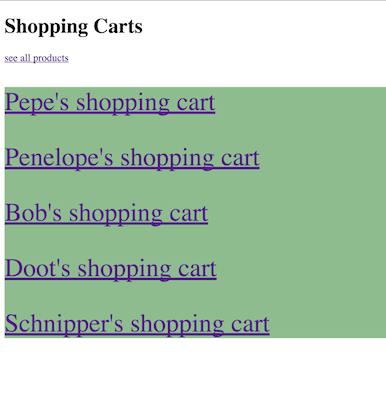 Shopping Carts
see all products
Pepe's shopping cart
Penelope's shopping cart
Bob's shopping cart
Doot's shopping cart
Schnipper's shopping cart